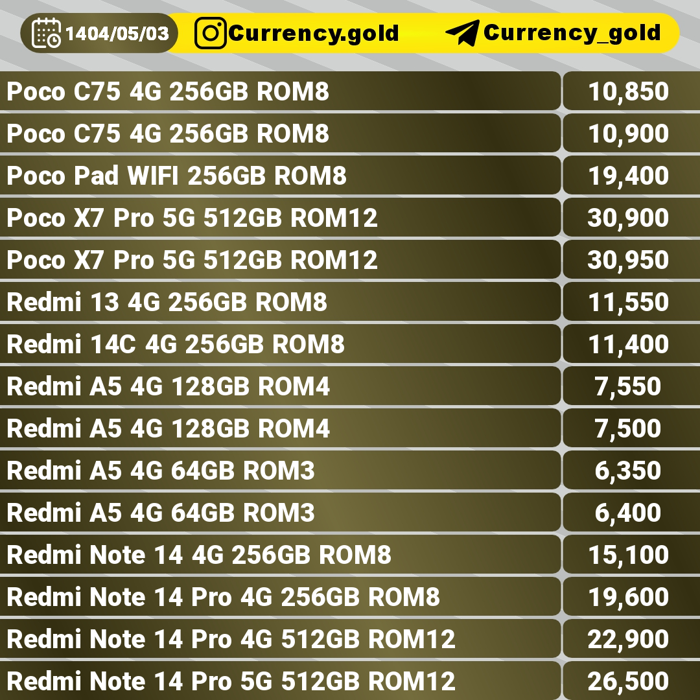 1404/05/03 Currency.gold Currency_gold
Poco C75 4G 256GB ROM8 10,850
Poco C75 4G 256GB ROM8 10,900
Poco Pad WIFI 256GB ROM8 19,400
Poco X7 Pro 5G 512GB ROM12 30,900
Poco X7 Pro 5G 512GB ROM12 30,950
Redmi 13 4G 256GB ROM8 11,550
Redmi 14C 4G 256GB ROM8 11,400
Redmi A5 4G 128GB ROM4 7,550
Redmi A5 4G 128GB ROM4 7,500
Redmi A5 4G 64GB ROM3 6,350
Redmi A5 4G 64GB ROM3 6,400
Redmi Note 14 4G 256GB ROM8 15,100
Redmi Note 14 Pro 4G 256GB ROM8 19,600
Redmi Note 14 Pro 4G 512GB ROM12 22,900
Redmi Note 14 Pro 5G 512GB ROM12 26,500